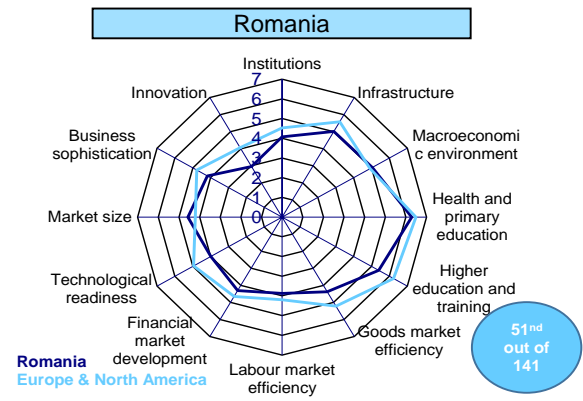 Romania
Institutions
Infrastructure
Macroeconomi
c environment
Health and
primary
education
Higher
education and
training
Goods market
efficiency
Labour market
efficiency
Financial
market
development
Technological
readiness
Market size
Business
sophistication
Innovation
7
6
5
4
3
2
1
0
Romania
Europe & North America
51nd
out of
141